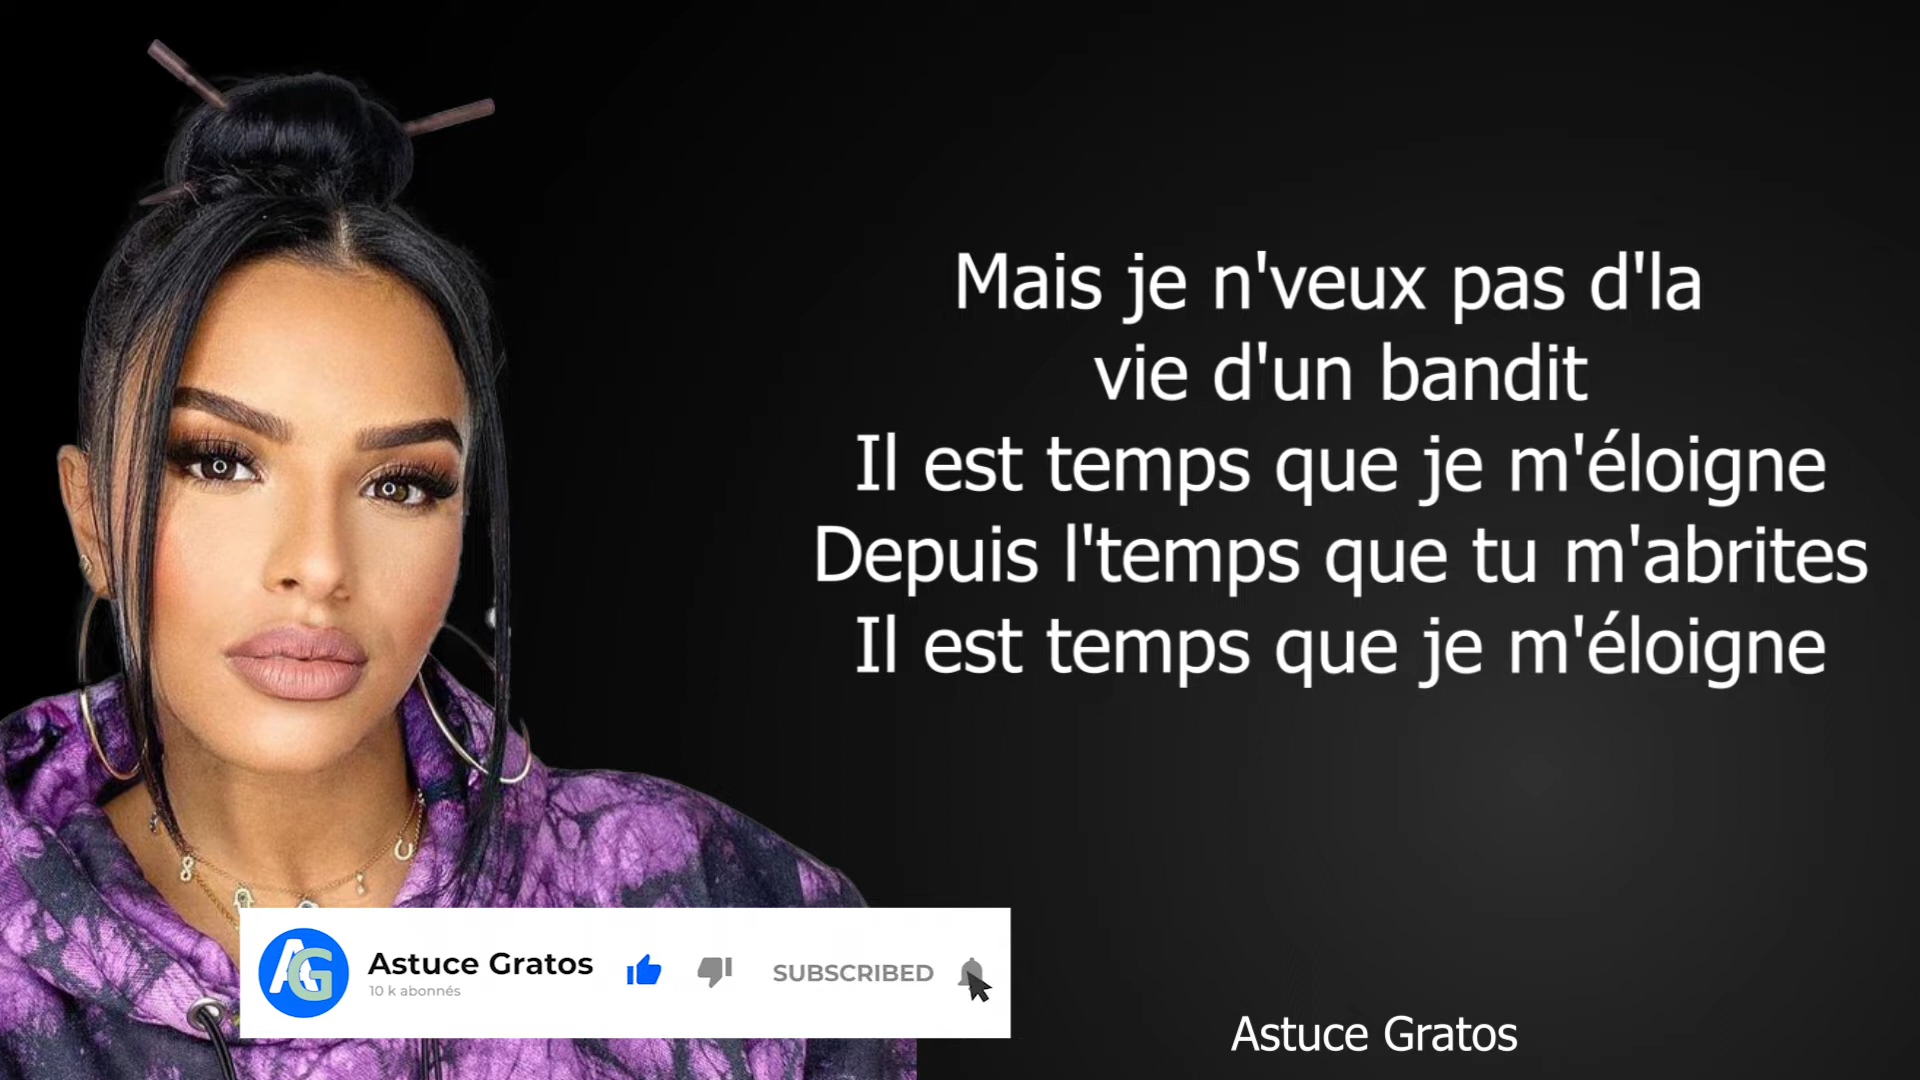 Mais je n'veux pas d'la
vie d'un bandit
Il est temps que je m'éloigne
Depuis l'temps que tu m'abrites
Il est temps que je m'éloigne
AG
Astuce Gratos
10 k abonnés
SUBSCRIBED
Astuce Gratos